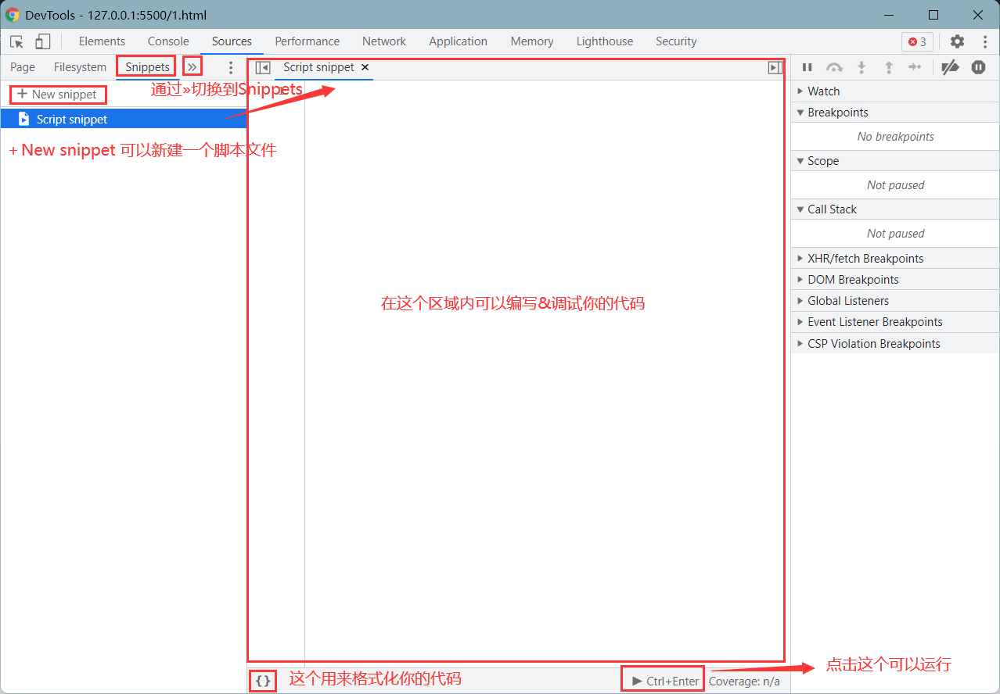 DevTools - 127.0.0.1:5500/1.html
Elements Console Sources Performance Network Application Memory Lighthouse Security 3
Page Filesystem Snippets » Script snippet ×
+ New snippet
通过»切换到Snippets
1
Script snippet
+ New snippet 可以新建一个脚本文件
在这个区域内可以编写&调试你的代码
Watch
Breakpoints
No breakpoints
Scope
Not paused
Call Stack
Not paused
XHR/fetch Breakpoints
DOM Breakpoints
Global Listeners
Event Listener Breakpoints
CSP Violation Breakpoints
{} 这个用来格式化你的代码
Ctrl+Enter Coverage: n/a
点击这个可以运行